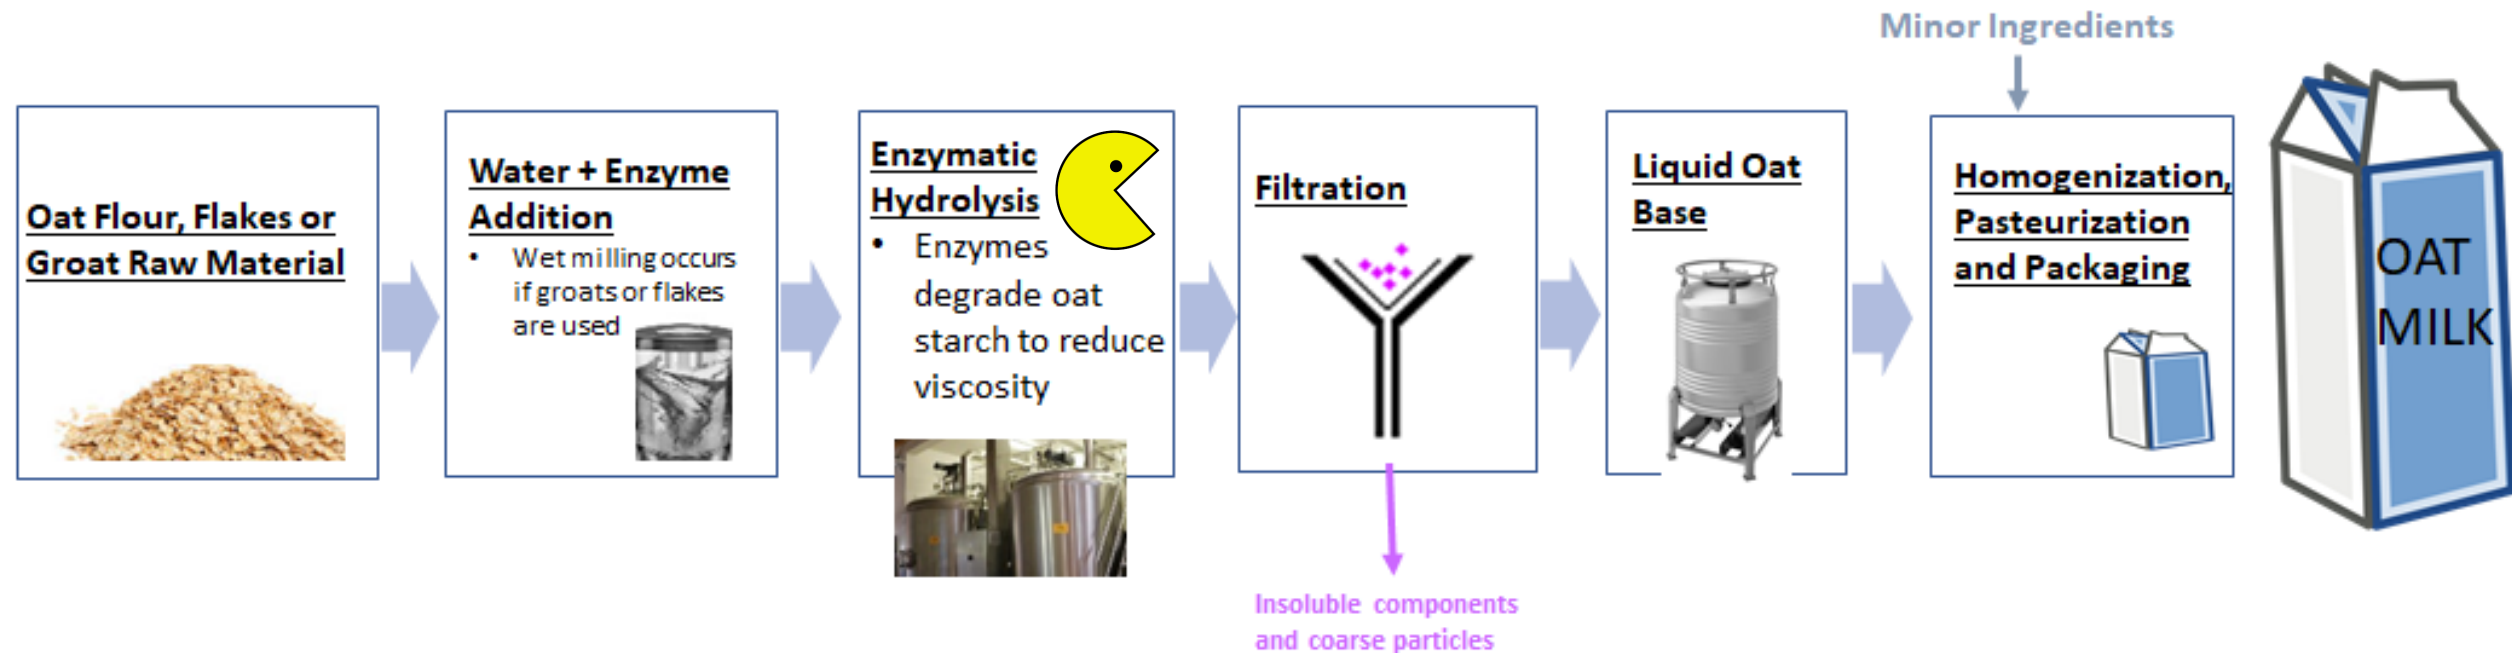 Minor Ingredients
Oat Flour, Flakes or
Groat Raw Material
Water + Enzyme
Addition
• Wet milling occurs
if groats or flakes
are used
Enzymatic
Hydrolysis
• Enzymes
degrade oat
starch to reduce
viscosity
Filtration
Insoluble components
and coarse particles
Liquid Oat
Base
Homogenization,
Pasteurization
and Packaging
OAT
MILK